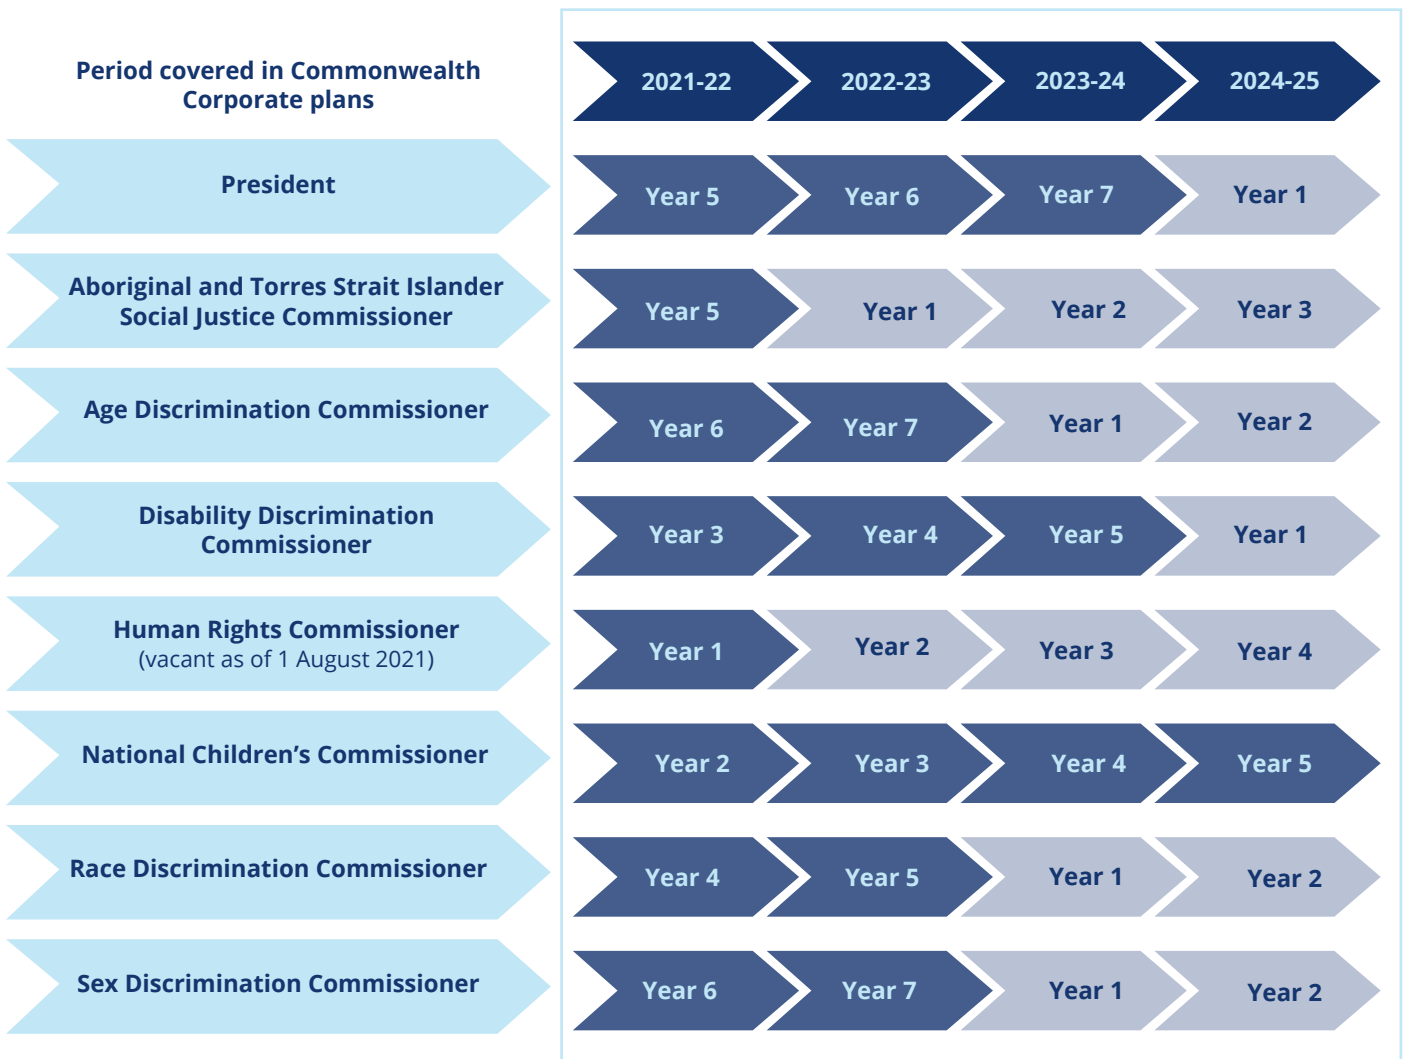 Period covered in Commonwealth
Corporate plans
2021-22 2022-23 2023-24 2024-25
President
Year 5 Year 6 Year 7 Year 1
Aboriginal and Torres Strait Islander
Social Justice Commissioner
Year 5 Year 1 Year 2 Year 3
Age Discrimination Commissioner
Year 6 Year 7 Year 1 Year 2
Disability Discrimination
Commissioner
Year 3 Year 4 Year 5 Year 1
Human Rights Commissioner
(vacant as of 1 August 2021)
Year 1 Year 2 Year 3 Year 4
National Children’s Commissioner
Year 2 Year 3 Year 4 Year 5
Race Discrimination Commissioner
Year 4 Year 5 Year 1 Year 2
Sex Discrimination Commissioner
Year 6 Year 7 Year 1 Year 2